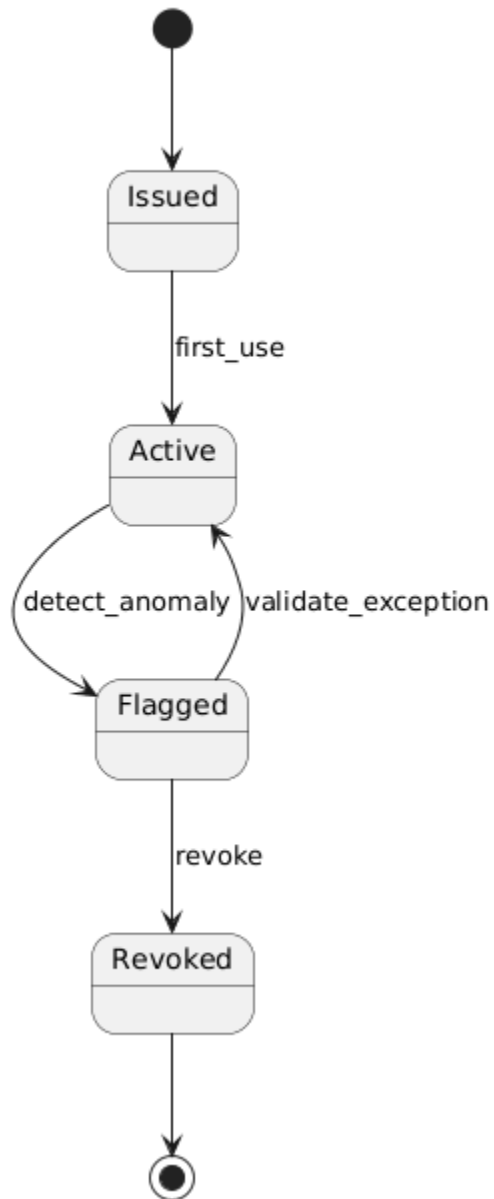 Issued
first_use
Active
detect_anomaly
validate_exception
Flagged
revoke
Revoked